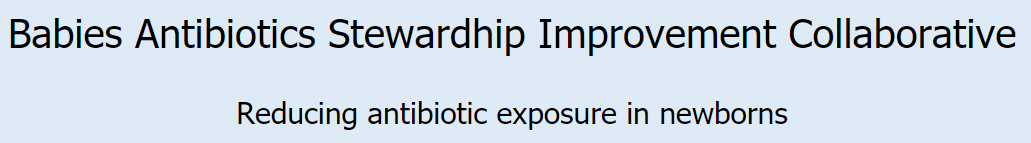 Babies Antibiotics Stewardhip Improvement Collaborative
Reducing antibiotic exposure in newborns